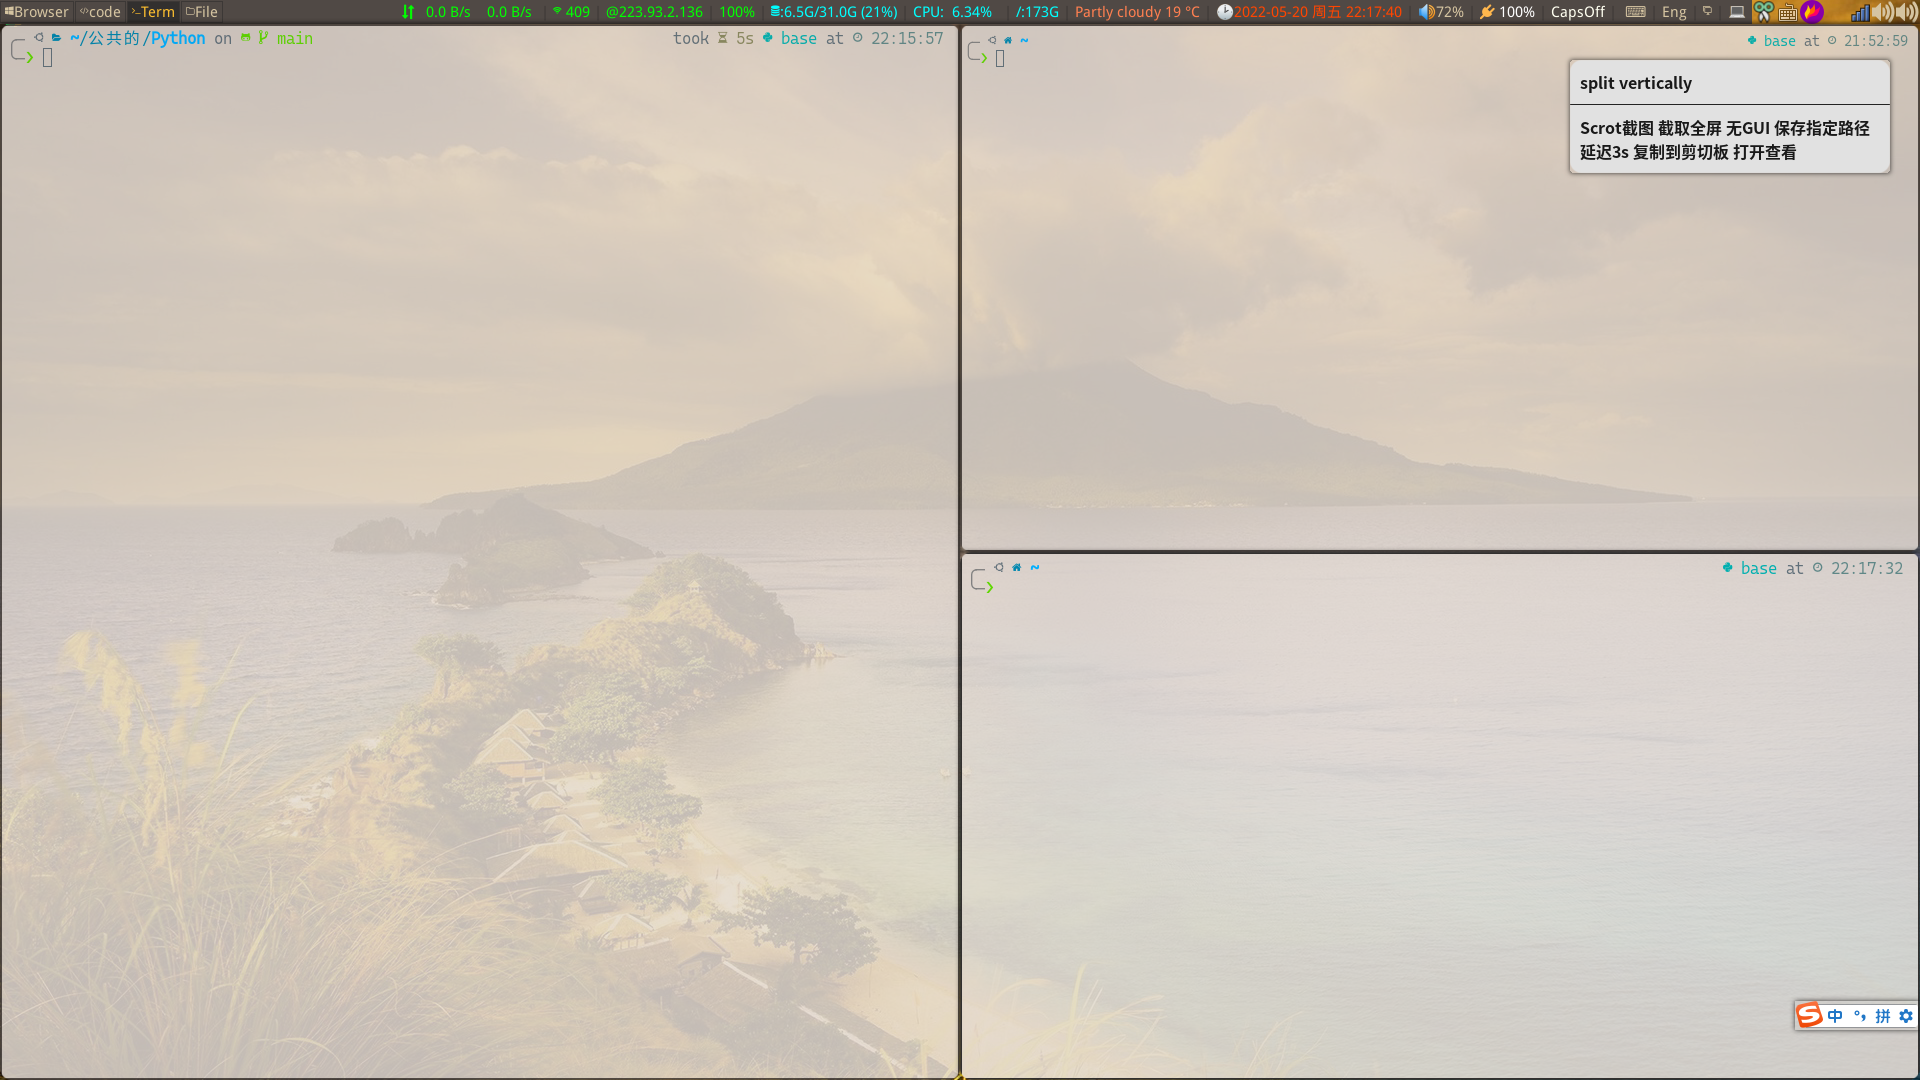 Browser code Term File 0.0 B/s 0.0 B/s 409 @223.93.2.136 100% :6.5G/31.0G (21%) CPU: 6.34% /:173G Partly cloudy 19 °C 2022-05-20 周五 22:17:40 72% 100% CapsOff Eng
~/公共的/Python on main took 5s base at 22:15:57
❯
~ base at 21:52:59
❯
split vertically
Scrot截图 截取全屏 无GUI 保存指定路径
延迟3s 复制到剪切板 打开查看
~ base at 22:17:32
❯
S 中 °, 拼